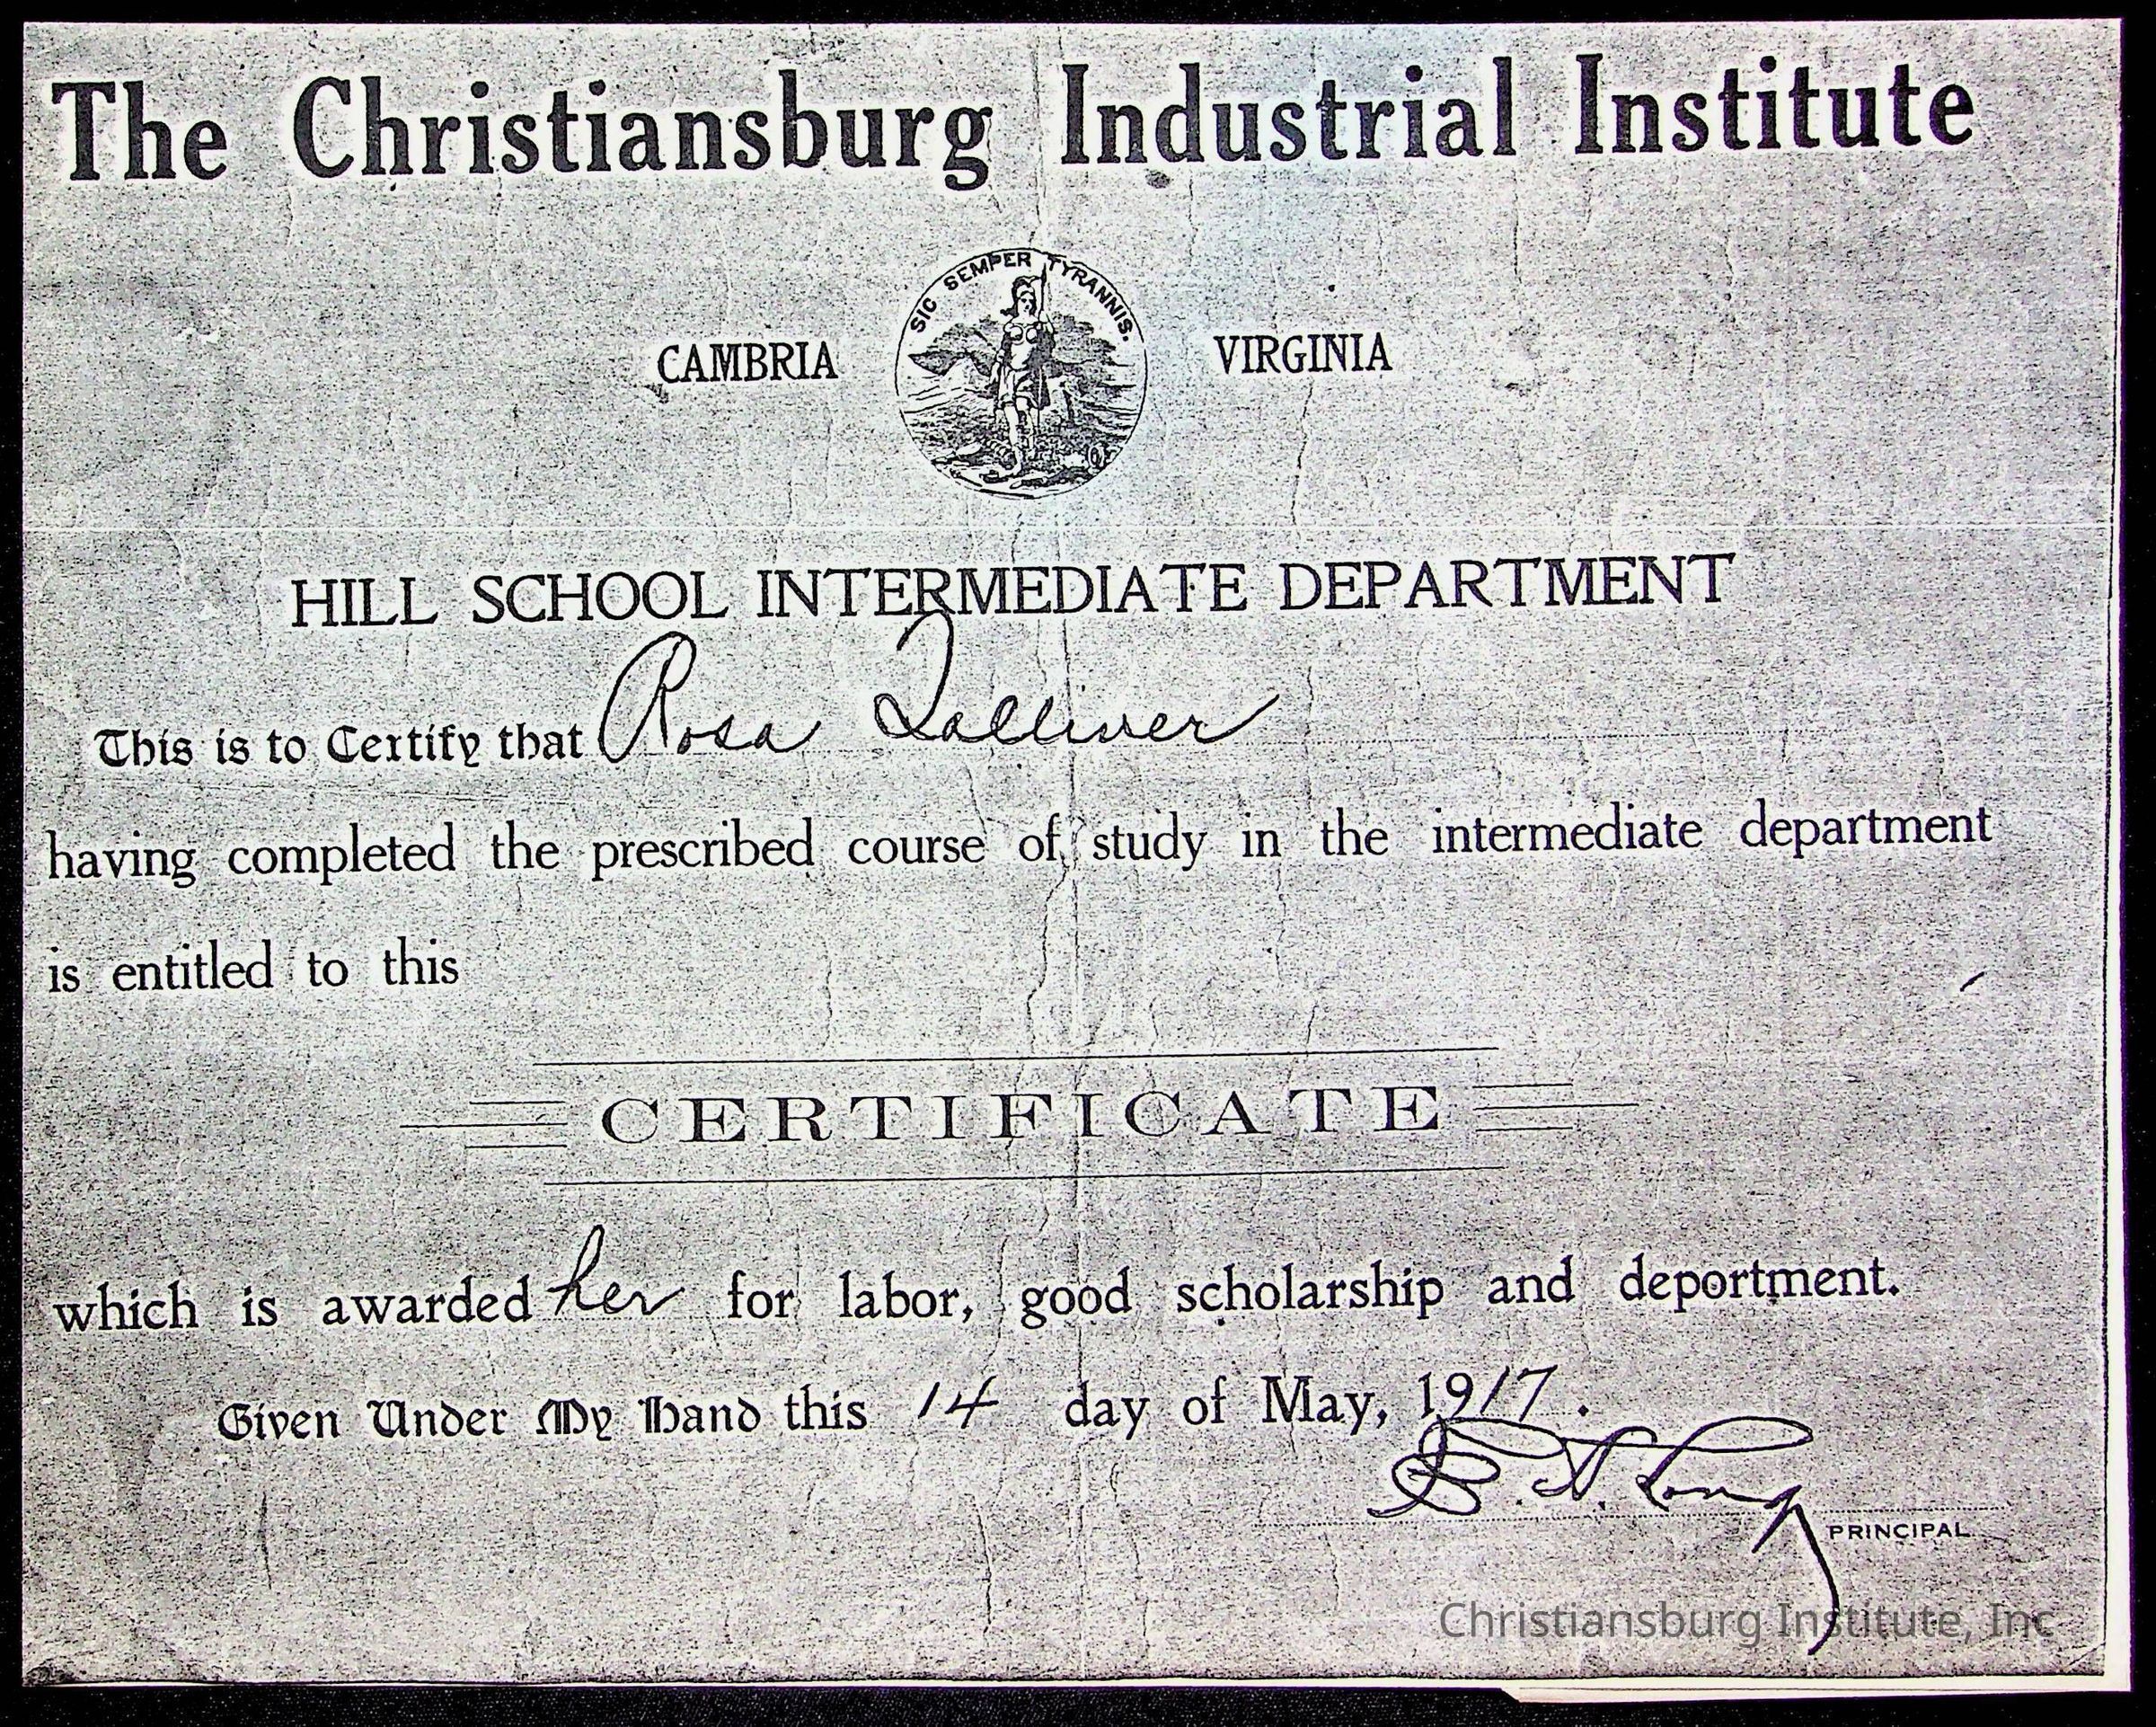 The Christiansburg Industrial Institute
SIC SEMPER TYRANNIS.
CAMBRIA VIRGINIA
HILL SCHOOL INTERMEDIATE DEPARTMENT
This is to Certify that Rosa Tolliver
having completed the prescribed course of study in the intermediate department
is entitled to this
CERTIFICATE
which is awarded her for labor, good scholarship and deportment.
Given Under My Hand this 14 day of May, 1917.
E. A. Long
PRINCIPAL
Christiansburg Institute, Inc